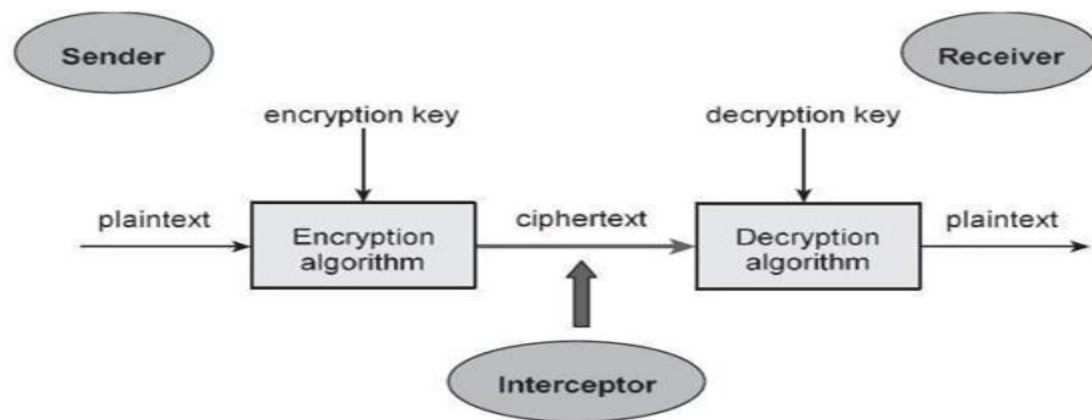 Sender
Receiver
encryption key
decryption key
plaintext
Encryption
algorithm
ciphertext
Decryption
algorithm
plaintext
Interceptor